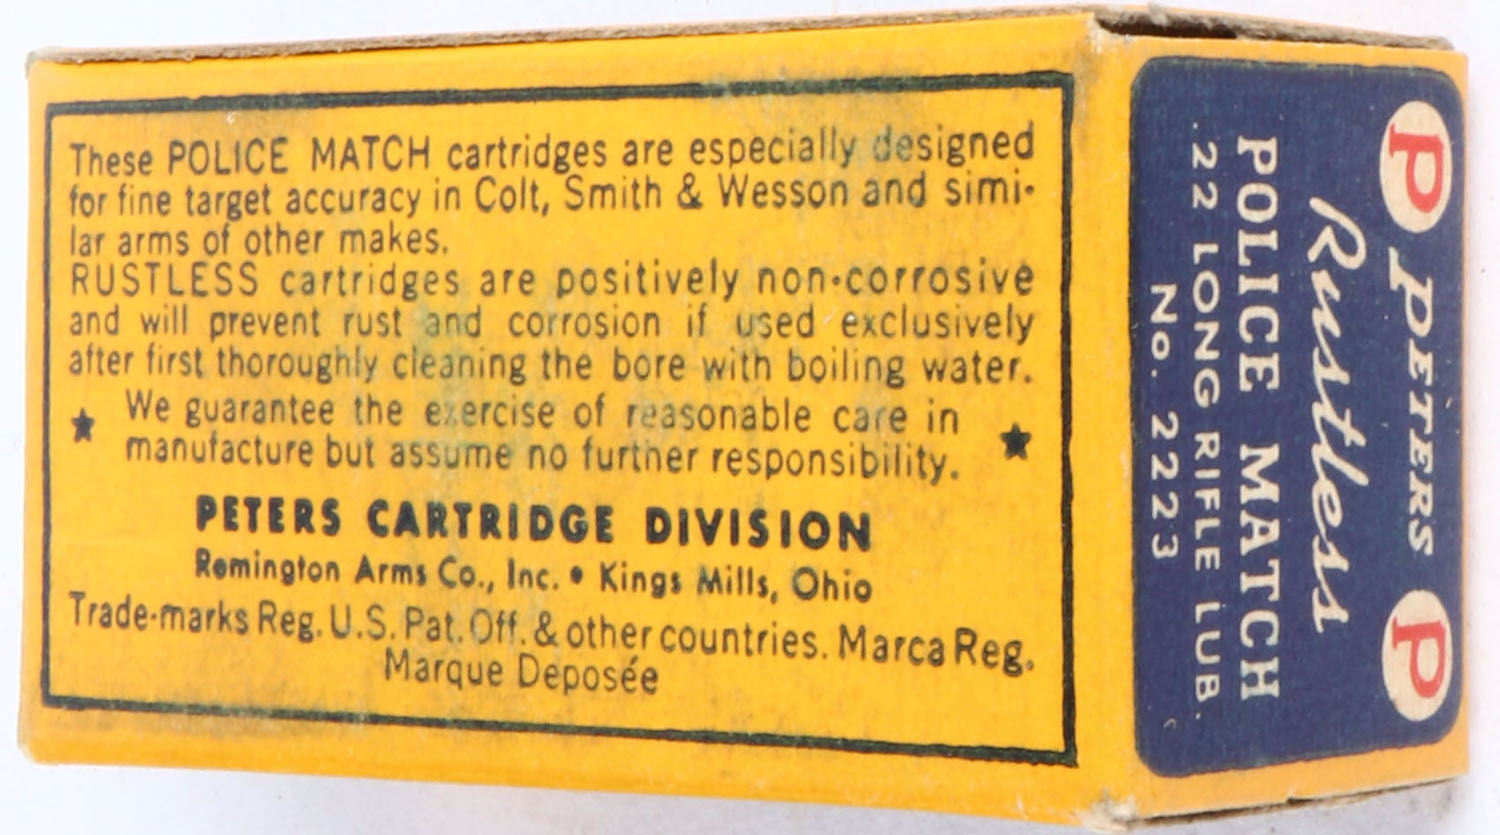 These POLICE MATCH cartridges are especially designed
for fine target accuracy in Colt, Smith & Wesson and simi-
lar arms of other makes.
RUSTLESS cartridges are positively non-corrosive
and will prevent rust and corrosion if used exclusively
after first thoroughly cleaning the bore with boiling water.
★ We guarantee the exercise of reasonable care in ★
manufacture but assume no further responsibility.
PETERS CARTRIDGE DIVISION
Remington Arms Co., Inc. • Kings Mills, Ohio
Trade-marks Reg. U.S. Pat. Off. & other countries. Marca Reg.
Marque Deposée
P PETERS P
Rustless
POLICE MATCH
.22 LONG RIFLE LUB.
No. 2223